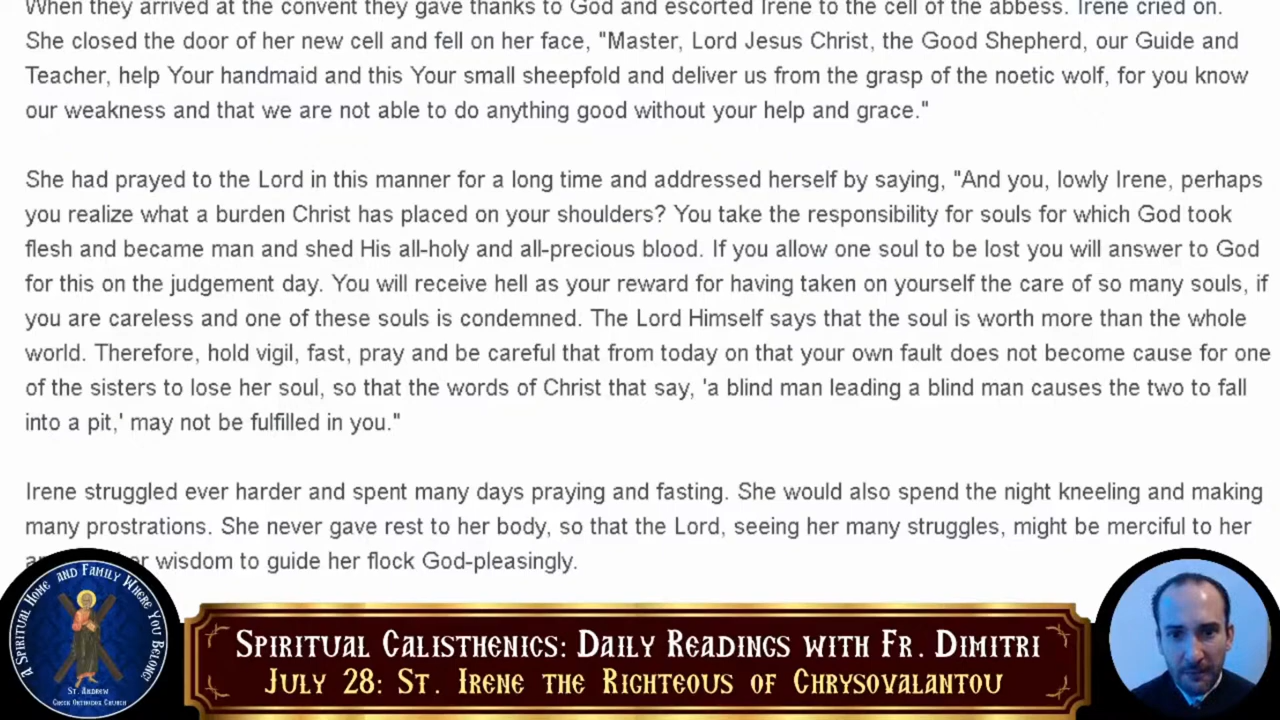 When they arrived at the convent they gave thanks to God and escorted Irene to the cell of the abbess. Irene cried on.
She closed the door of her new cell and fell on her face, "Master, Lord Jesus Christ, the Good Shepherd, our Guide and
Teacher, help Your handmaid and this Your small sheepfold and deliver us from the grasp of the noetic wolf, for you know
our weakness and that we are not able to do anything good without your help and grace."
She had prayed to the Lord in this manner for a long time and addressed herself by saying, "And you, lowly Irene, perhaps
you realize what a burden Christ has placed on your shoulders? You take the responsibility for souls for which God took
flesh and became man and shed His all-holy and all-precious blood. If you allow one soul to be lost you will answer to God
for this on the judgement day. You will receive hell as your reward for having taken on yourself the care of so many souls, if
you are careless and one of these souls is condemned. The Lord Himself says that the soul is worth more than the whole
world. Therefore, hold vigil, fast, pray and be careful that from today on that your own fault does not become cause for one
of the sisters to lose her soul, so that the words of Christ that say, 'a blind man leading a blind man causes the two to fall
into a pit,' may not be fulfilled in you."
Irene struggled ever harder and spent many days praying and fasting. She would also spend the night kneeling and making
many prostrations. She never gave rest to her body, so that the Lord, seeing her many struggles, might be merciful to her
wisdom to guide her flock God-pleasingly.
A Spiritual Home and Family Where You Belong!
St. Andrew
Greek Orthodox Church
Spiritual Calisthenics: Daily Readings with Fr. Dimitri
July 28: St. Irene the Righteous of Chrysovalantou